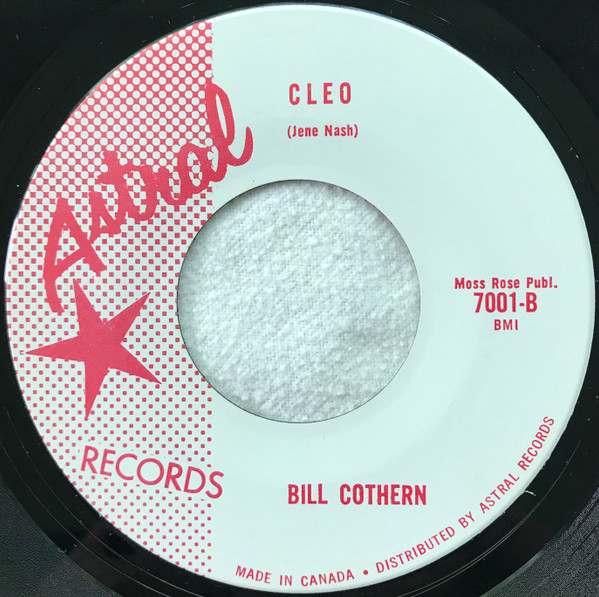 CLEO
(Jene Nash)
Astral
Moss Rose Publ.
7001-B
BMI
RECORDS
BILL COTHERN
MADE IN CANADA • DISTRIBUTED BY ASTRAL RECORDS